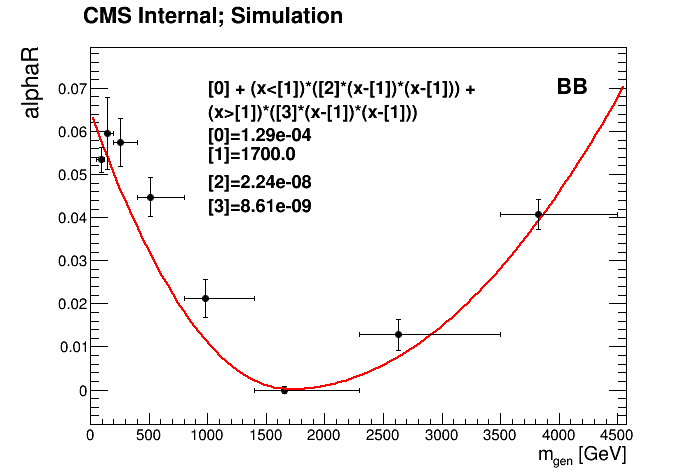 CMS Internal; Simulation
alphaR
BB
[0] + (x<[1])*([2]*(x-[1])*(x-[1])) +
(x>[1])*([3]*(x-[1])*(x-[1]))
[0]=1.29e-04
[1]=1700.0
[2]=2.24e-08
[3]=8.61e-09
0.07
0.06
0.05
0.04
0.03
0.02
0.01
0
0 500 1000 1500 2000 2500 3000 3500 4000 4500
m_gen [GeV]